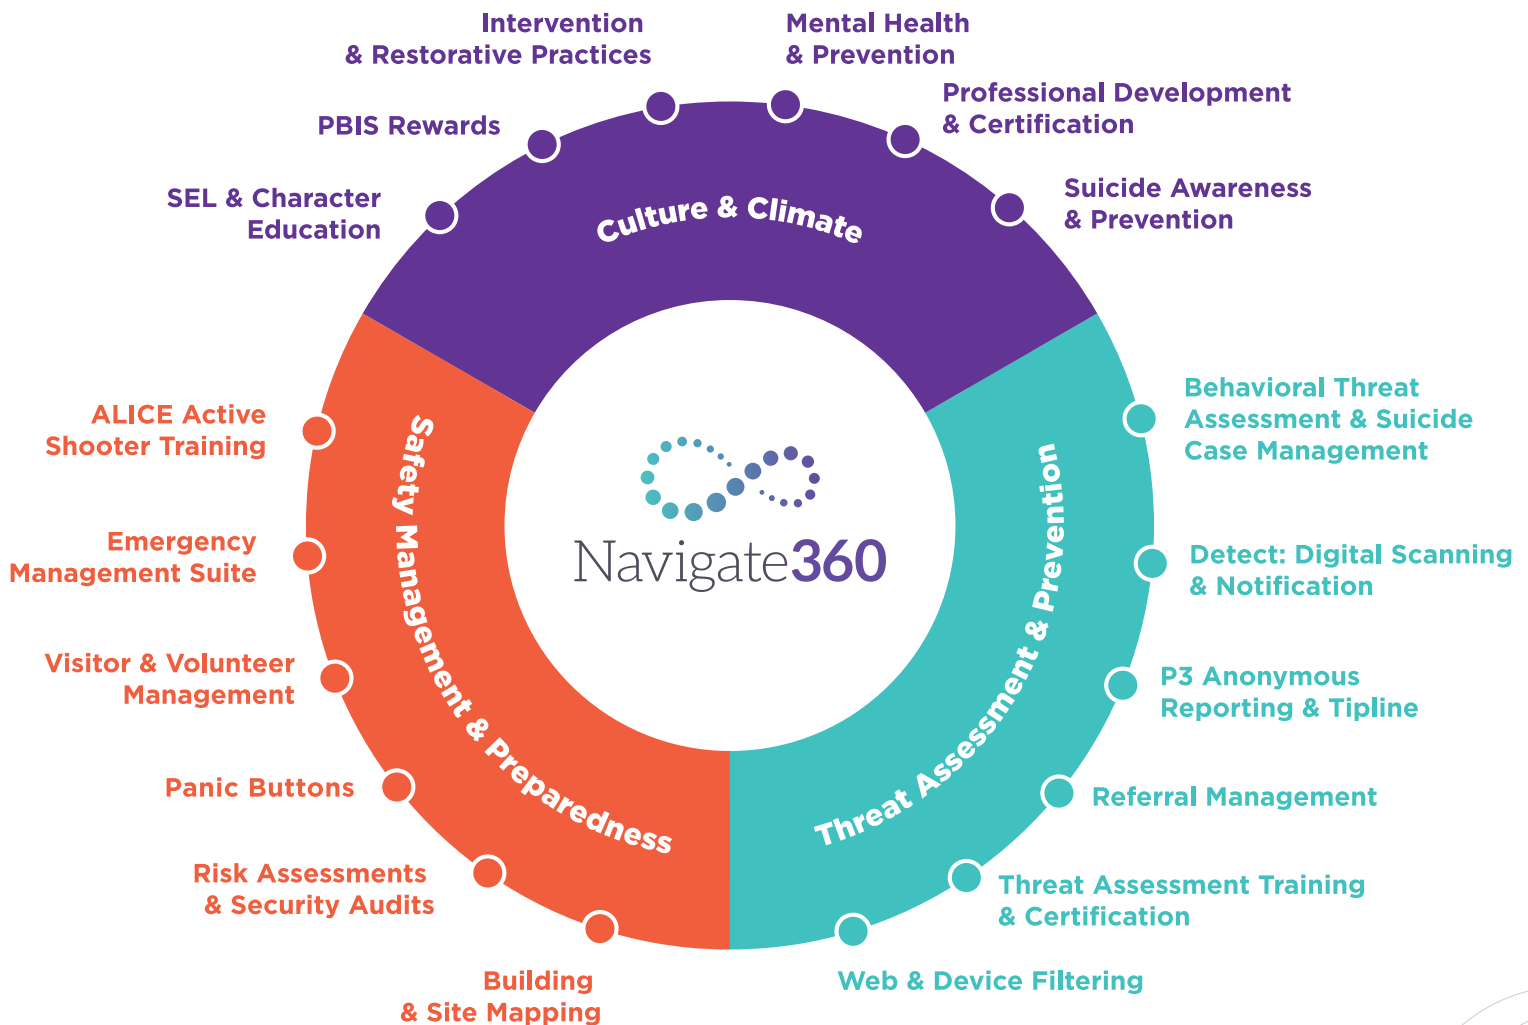 Intervention
& Restorative Practices
Mental Health
& Prevention
PBIS Rewards
Professional Development
& Certification
SEL & Character
Education
Suicide Awareness
& Prevention
Culture & Climate
ALICE Active
Shooter Training
Emergency
Management Suite
Visitor & Volunteer
Management
Panic Buttons
Risk Assessments
& Security Audits
Building
& Site Mapping
Safety Management & Preparedness
Navigate360
Threat Assessment & Prevention
Behavioral Threat
Assessment & Suicide
Case Management
Detect: Digital Scanning
& Notification
P3 Anonymous
Reporting & Tipline
Referral Management
Threat Assessment Training
& Certification
Web & Device Filtering